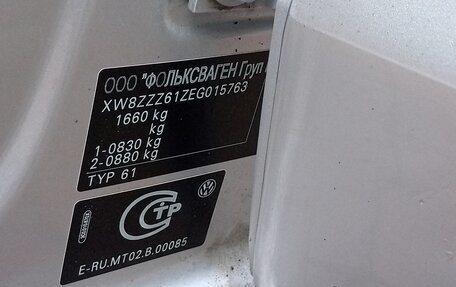 ООО "ФОЛЬКСВАГЕН Груп
XW8ZZZ61ZEG015763
1660 kg
kg
1-0830 kg
2-0880 kg
TYP 61
E-RU.MT02.B.00085